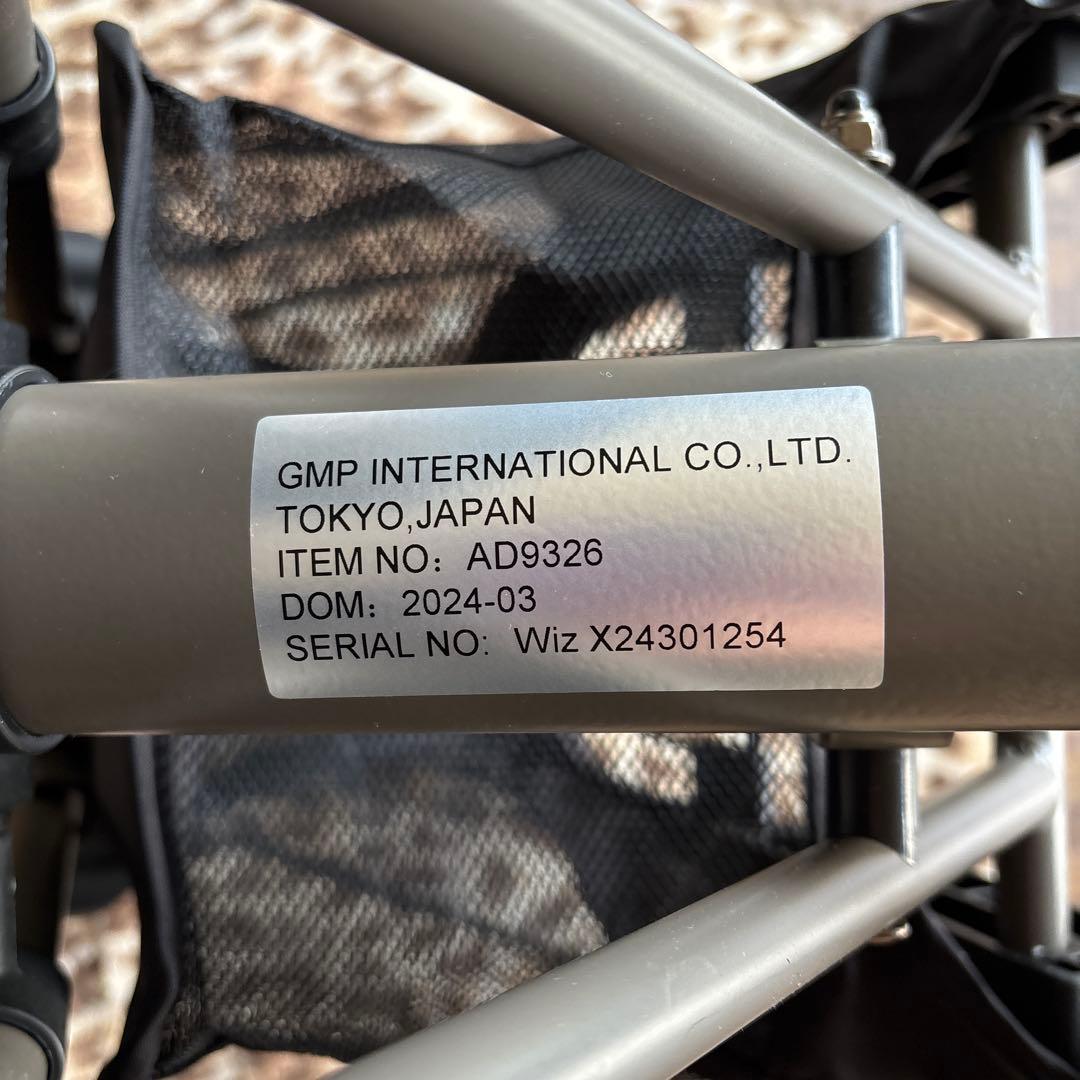 GMP INTERNATIONAL CO.,LTD.
TOKYO,JAPAN
ITEM NO: AD9326
DOM: 2024-03
SERIAL NO: Wiz X24301254